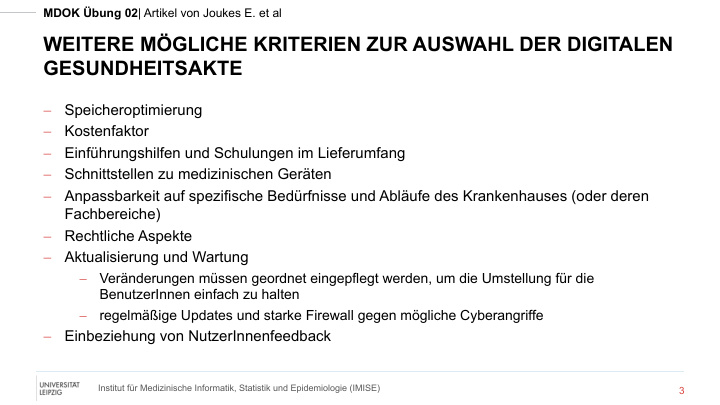 MDOK Übung 02| Artikel von Joukes E. et al
WEITERE MÖGLICHE KRITERIEN ZUR AUSWAHL DER DIGITALEN
GESUNDHEITSAKTE
– Speicheroptimierung
– Kostenfaktor
– Einführungshilfen und Schulungen im Lieferumfang
– Schnittstellen zu medizinischen Geräten
– Anpassbarkeit auf spezifische Bedürfnisse und Abläufe des Krankenhauses (oder deren
Fachbereiche)
– Rechtliche Aspekte
– Aktualisierung und Wartung
– Veränderungen müssen geordnet eingepflegt werden, um die Umstellung für die
BenutzerInnen einfach zu halten
– regelmäßige Updates und starke Firewall gegen mögliche Cyberangriffe
– Einbeziehung von NutzerInnenfeedback
UNIVERSITÄT
LEIPZIG
Institut für Medizinische Informatik, Statistik und Epidemiologie (IMISE)
3